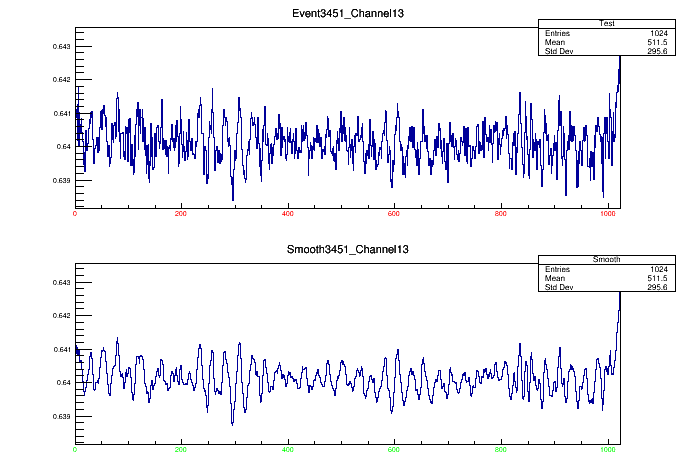 Event3451_Channel13
Test
Entries 1024
Mean 511.5
Std Dev 295.6
0.643
0.642
0.641
0.64
0.639
0 200 400 600 800 1000
Smooth3451_Channel13
Smooth
Entries 1024
Mean 511.5
Std Dev 295.6
0.643
0.642
0.641
0.64
0.639
0 200 400 600 800 1000